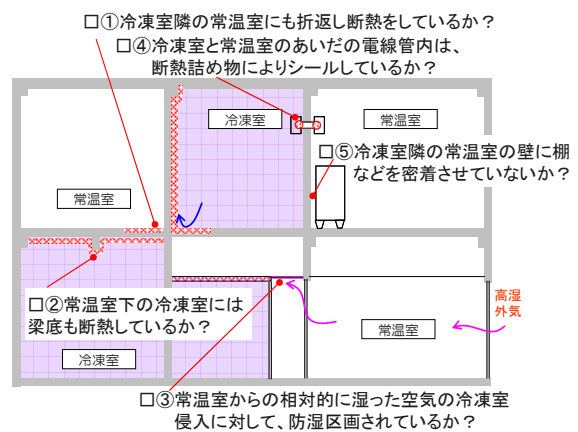 □①冷凍室隣の常温室にも折返し断熱をしているか？
□④冷凍室と常温室のあいだの電線管内は、
断熱詰め物によりシールしているか？
冷凍室
常温室
□⑤冷凍室隣の常温室の壁に棚
などを密着させていないか？
常温室
□②常温室下の冷凍室には
梁底も断熱しているか？
高湿
外気
常温室
冷凍室
□③常温室からの相対的に湿った空気の冷凍室
侵入に対して、防湿区画されているか？